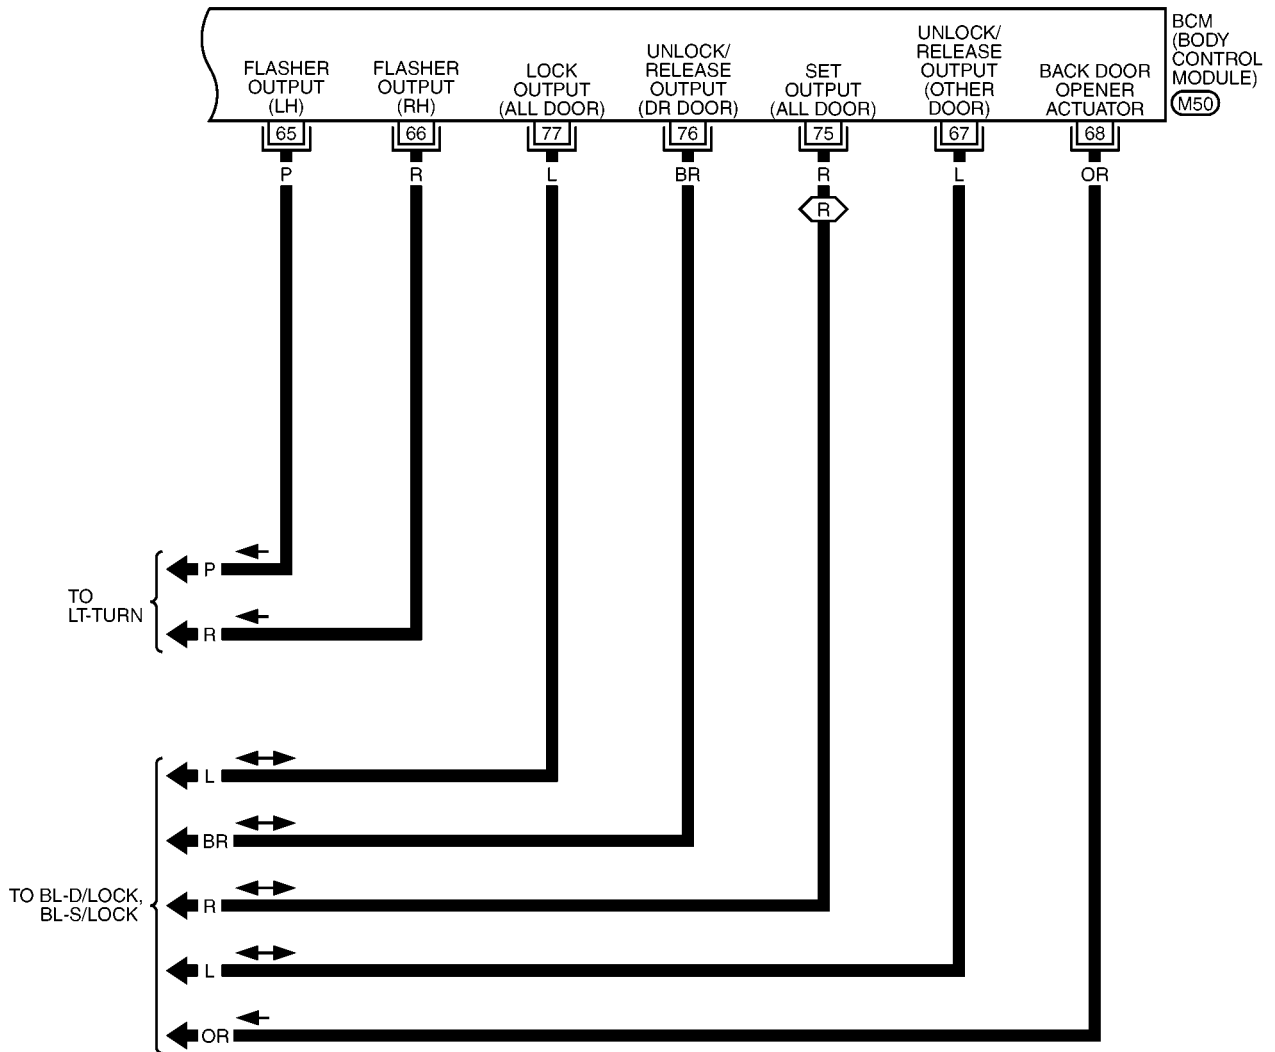 BCM
(BODY
CONTROL
MODULE)
M50
FLASHER
OUTPUT
(LH)
FLASHER
OUTPUT
(RH)
LOCK
OUTPUT
(ALL DOOR)
UNLOCK/
RELEASE
OUTPUT
(DR DOOR)
SET
OUTPUT
(ALL DOOR)
UNLOCK/
RELEASE
OUTPUT
(OTHER
DOOR)
BACK DOOR
OPENER
ACTUATOR
65
66
77
76
75
67
68
P
R
L
BR
R
L
OR
R
P
TO
LT-TURN
R
L
BR
TO BL-D/LOCK,
BL-S/LOCK
R
L
OR